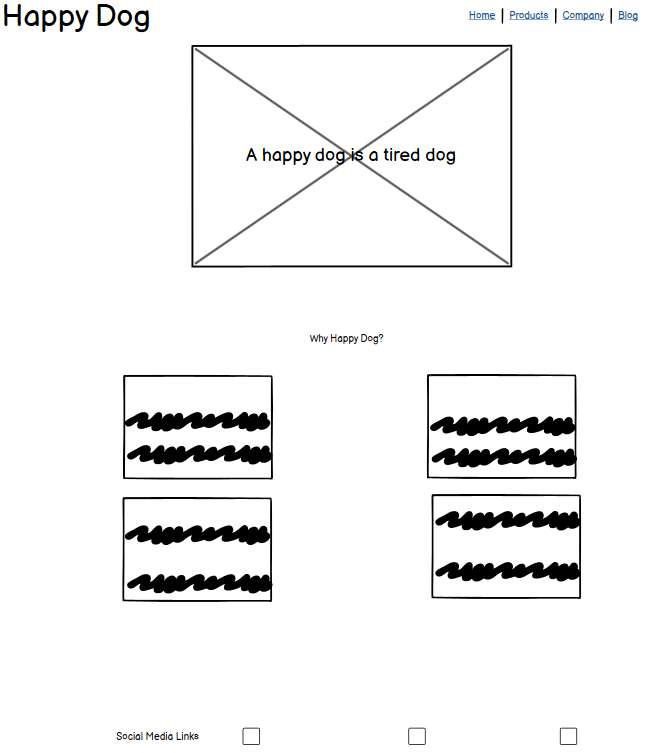 Happy Dog
Home | Products | Company | Blog
A happy dog is a tired dog
Why Happy Dog?
Social Media Links